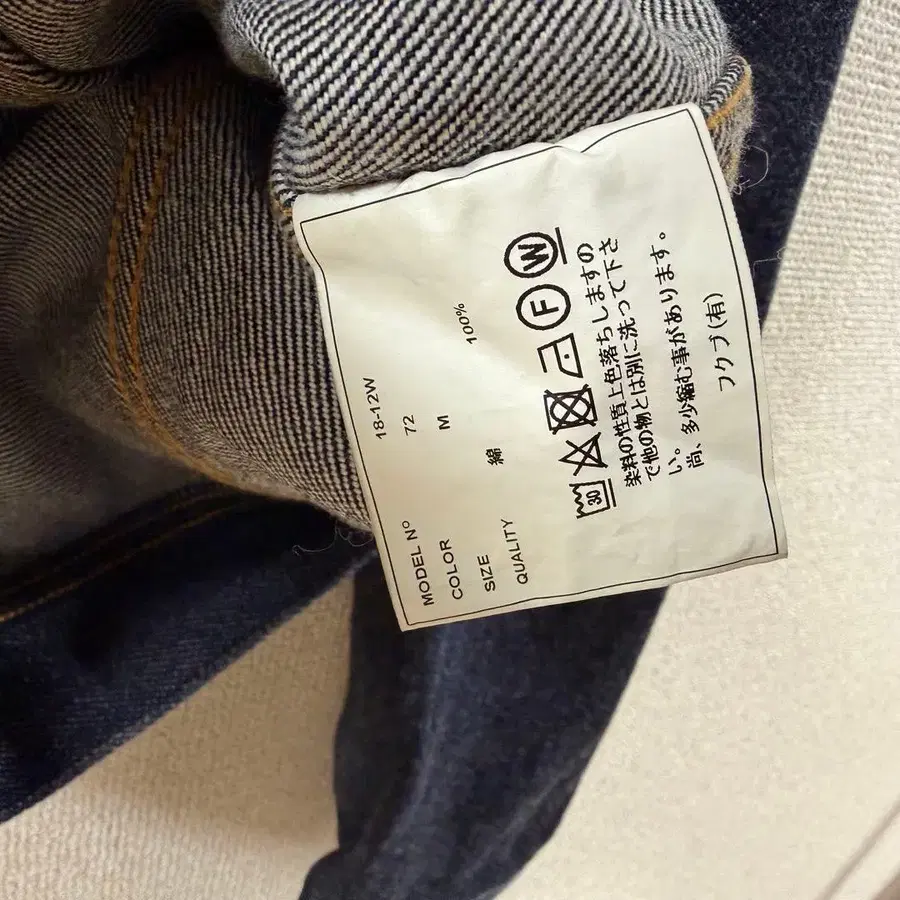 MODEL N° 18-12W
COLOR 72
SIZE M
QUALITY 綿 100%
30 F W
染料の性質上色落ちしますの
で他の物とは別に洗って下さ
い。
尚、多少縮む事があります。
フクブ(有)